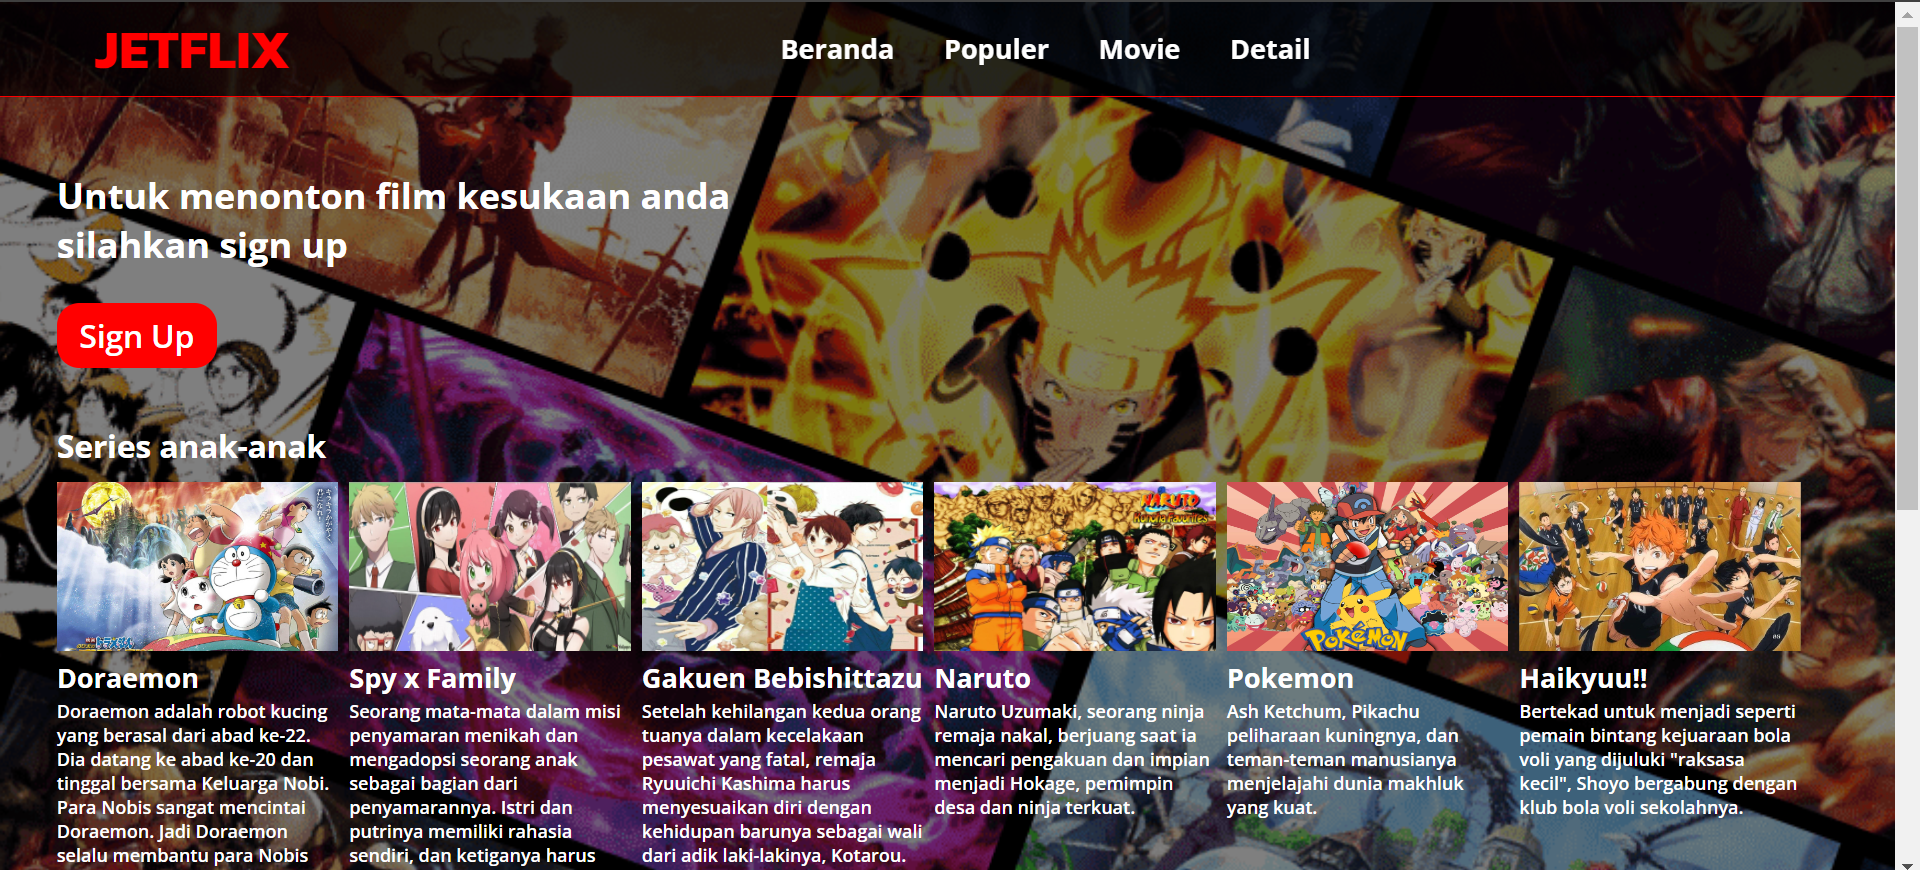 JETFLIX
Beranda Populer Movie Detail
Untuk menonton film kesukaan anda
silahkan sign up
Sign Up
Series anak-anak
NARUTO
POKéMON
Doraemon
Doraemon adalah robot kucing
yang berasal dari abad ke-22.
Dia datang ke abad ke-20 dan
tinggal bersama Keluarga Nobi.
Para Nobis sangat mencintai
Doraemon. Jadi Doraemon
selalu membantu para Nobis
Spy x Family
Seorang mata-mata dalam misi
penyamaran menikah dan
mengadopsi seorang anak
sebagai bagian dari
penyamarannya. Istri dan
putrinya memiliki rahasia
sendiri, dan ketiganya harus
Gakuen Bebishittazu
Setelah kehilangan kedua orang
tuanya dalam kecelakaan
pesawat yang fatal, remaja
Ryuuichi Kashima harus
menyesuaikan diri dengan
kehidupan barunya sebagai wali
dari adik laki-lakinya, Kotarou.
Naruto
Naruto Uzumaki, seorang ninja
remaja nakal, berjuang saat ia
mencari pengakuan dan impian
menjadi Hokage, pemimpin
desa dan ninja terkuat.
Pokemon
Ash Ketchum, Pikachu
peliharaan kuningnya, dan
teman-teman manusianya
menjelajahi dunia makhluk
yang kuat.
Haikyuu!!
Bertekad untuk menjadi seperti
pemain bintang kejuaraan bola
voli yang dijuluki "raksasa
kecil", Shoyo bergabung dengan
klub bola voli sekolahnya.